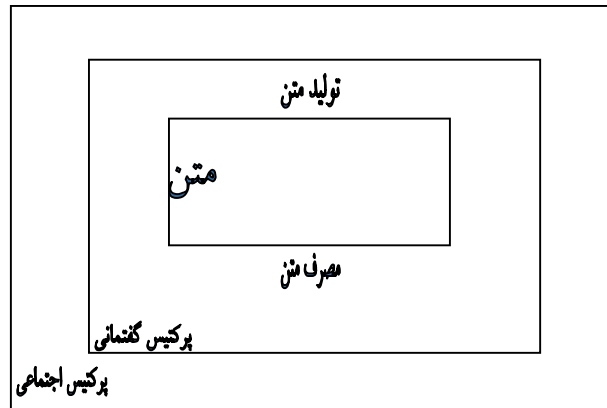 تولید متن
متن
مصرف متن
پرکتیس گفتمانی
پرکتیس اجتماعی